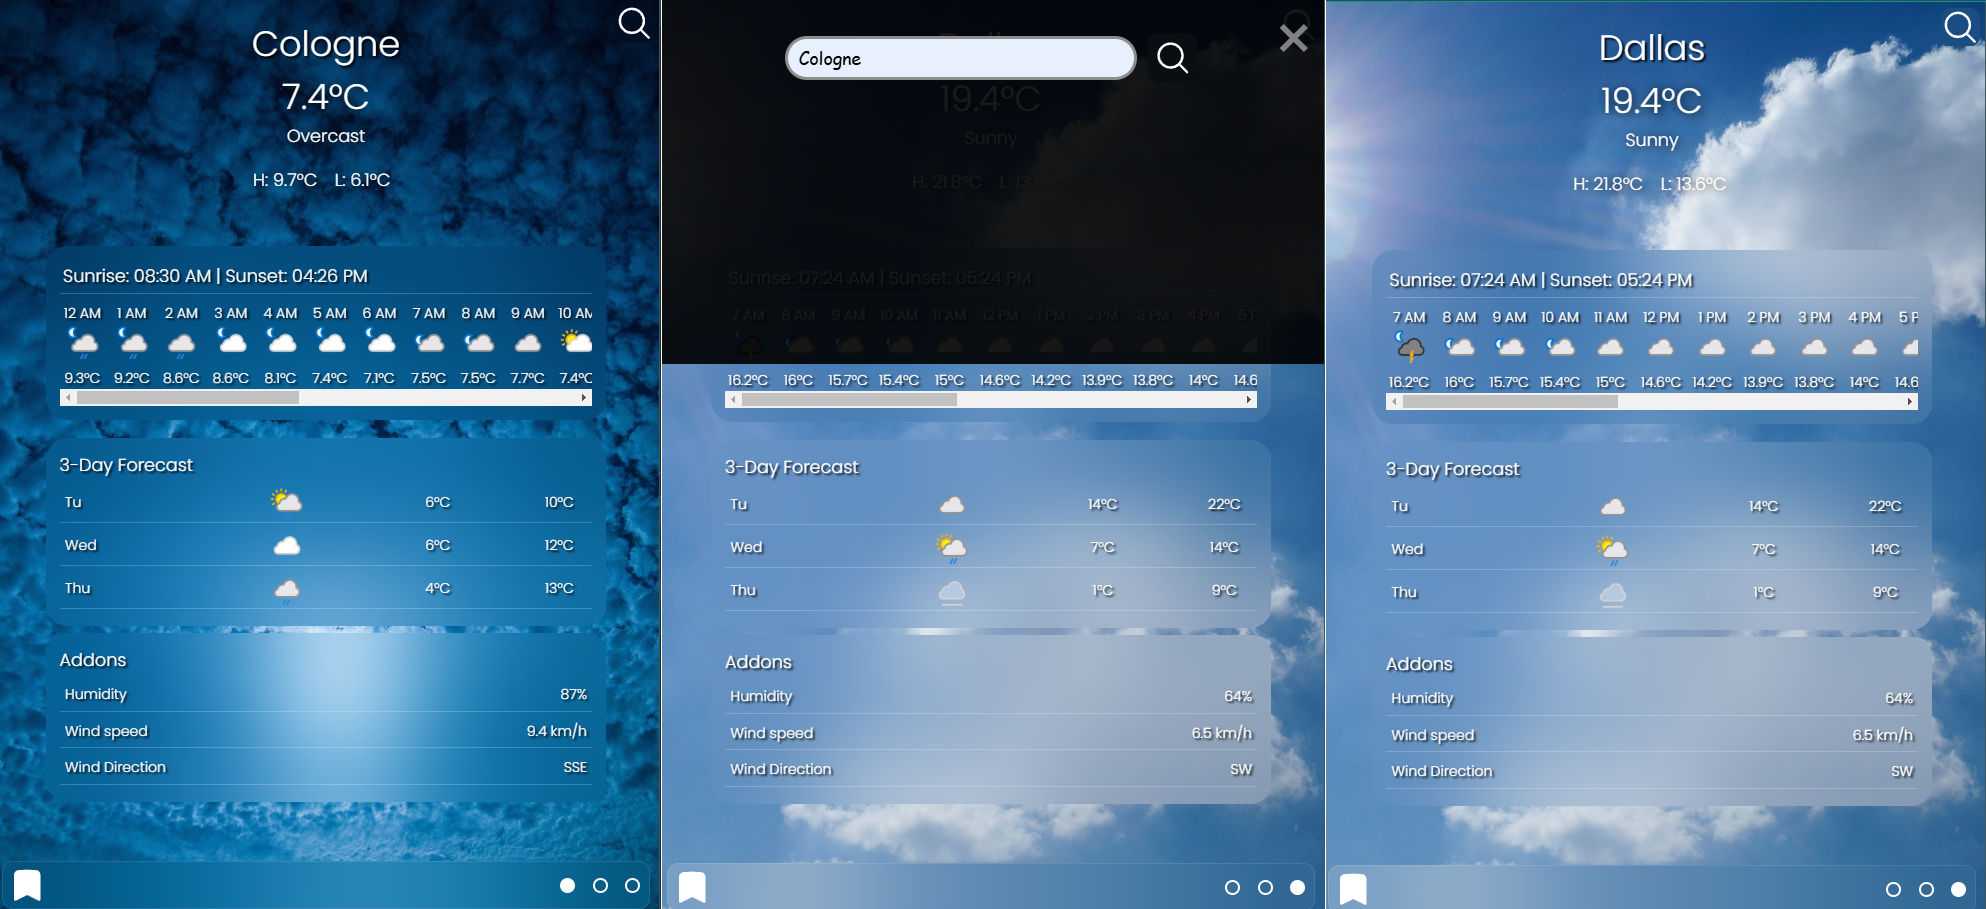 Cologne
7.4°C
Overcast
H: 9.7°C L: 6.1°C
Sunrise: 08:30 AM | Sunset: 04:26 PM
12 AM 1 AM 2 AM 3 AM 4 AM 5 AM 6 AM 7 AM 8 AM 9 AM 10 AM
9.3°C 9.2°C 8.6°C 8.6°C 8.1°C 7.4°C 7.1°C 7.5°C 7.5°C 7.7°C 7.4°C
3-Day Forecast
Tu 6°C 10°C
Wed 6°C 12°C
Thu 4°C 13°C
Addons
Humidity 87%
Wind speed 9.4 km/h
Wind Direction SSE
Cologne
19.4°C
Sunny
H: 21.8°C L: 13.6°C
Sunrise: 07:24 AM | Sunset: 05:24 PM
7 AM 8 AM 9 AM 10 AM 11 AM 12 PM 1 PM 2 PM 3 PM 4 PM 5 P
16.2°C 16°C 15.7°C 15.4°C 15°C 14.6°C 14.2°C 13.9°C 13.8°C 14°C 14.6
3-Day Forecast
Tu 14°C 22°C
Wed 7°C 14°C
Thu 1°C 9°C
Addons
Humidity 64%
Wind speed 6.5 km/h
Wind Direction SW
Dallas
19.4°C
Sunny
H: 21.8°C L: 13.6°C
Sunrise: 07:24 AM | Sunset: 05:24 PM
7 AM 8 AM 9 AM 10 AM 11 AM 12 PM 1 PM 2 PM 3 PM 4 PM 5 P
16.2°C 16°C 15.7°C 15.4°C 15°C 14.6°C 14.2°C 13.9°C 13.8°C 14°C 14.6
3-Day Forecast
Tu 14°C 22°C
Wed 7°C 14°C
Thu 1°C 9°C
Addons
Humidity 64%
Wind speed 6.5 km/h
Wind Direction SW